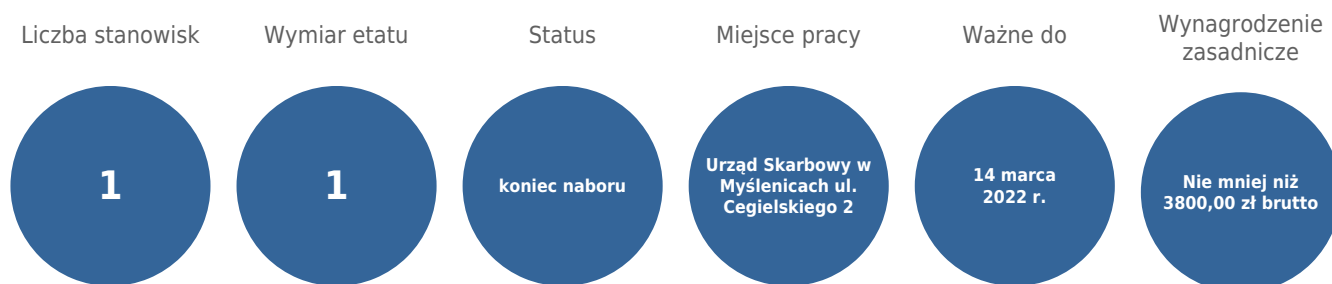 Liczba stanowisk
1
Wymiar etatu
1
Status
koniec naboru
Miejsce pracy
Urząd Skarbowy w
Myślenicach ul.
Cegielskiego 2
Ważne do
14 marca
2022 r.
Wynagrodzenie
zasadnicze
Nie mniej niż
3800,00 zł brutto